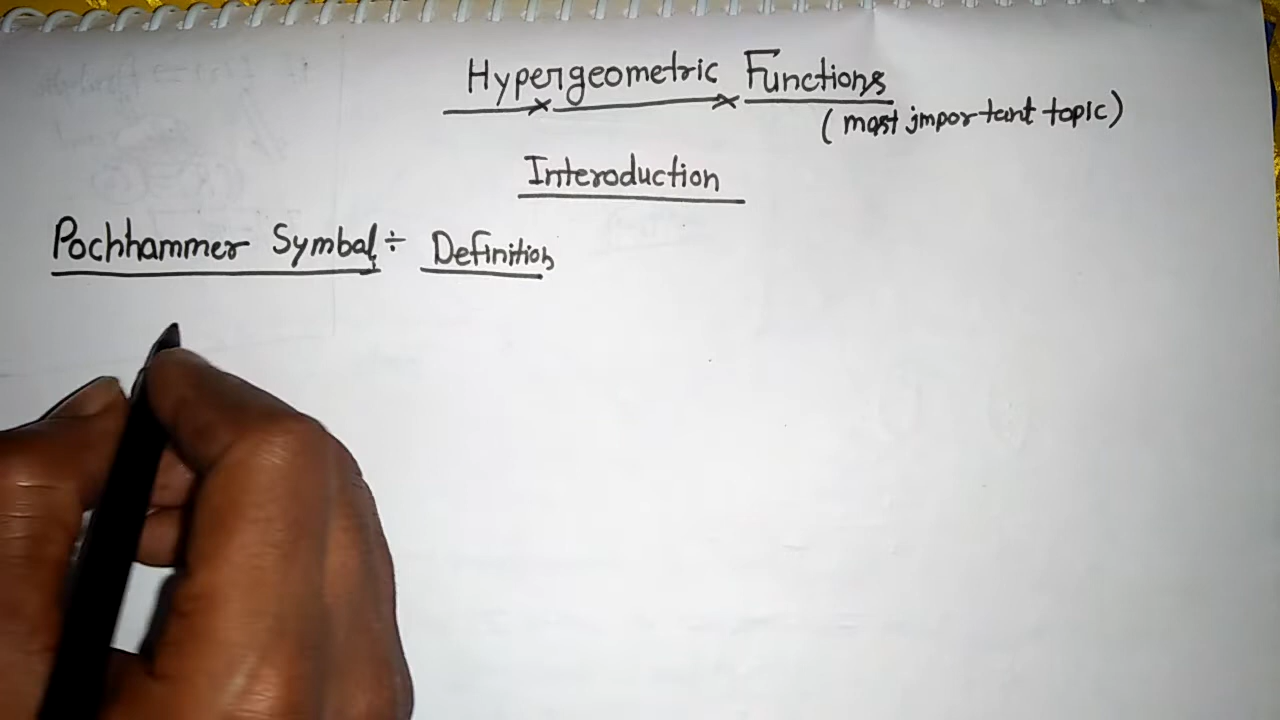 Hypergeometric Functions
(most important topic)
Interoduction
Pochhammer Symbol ÷ Definition